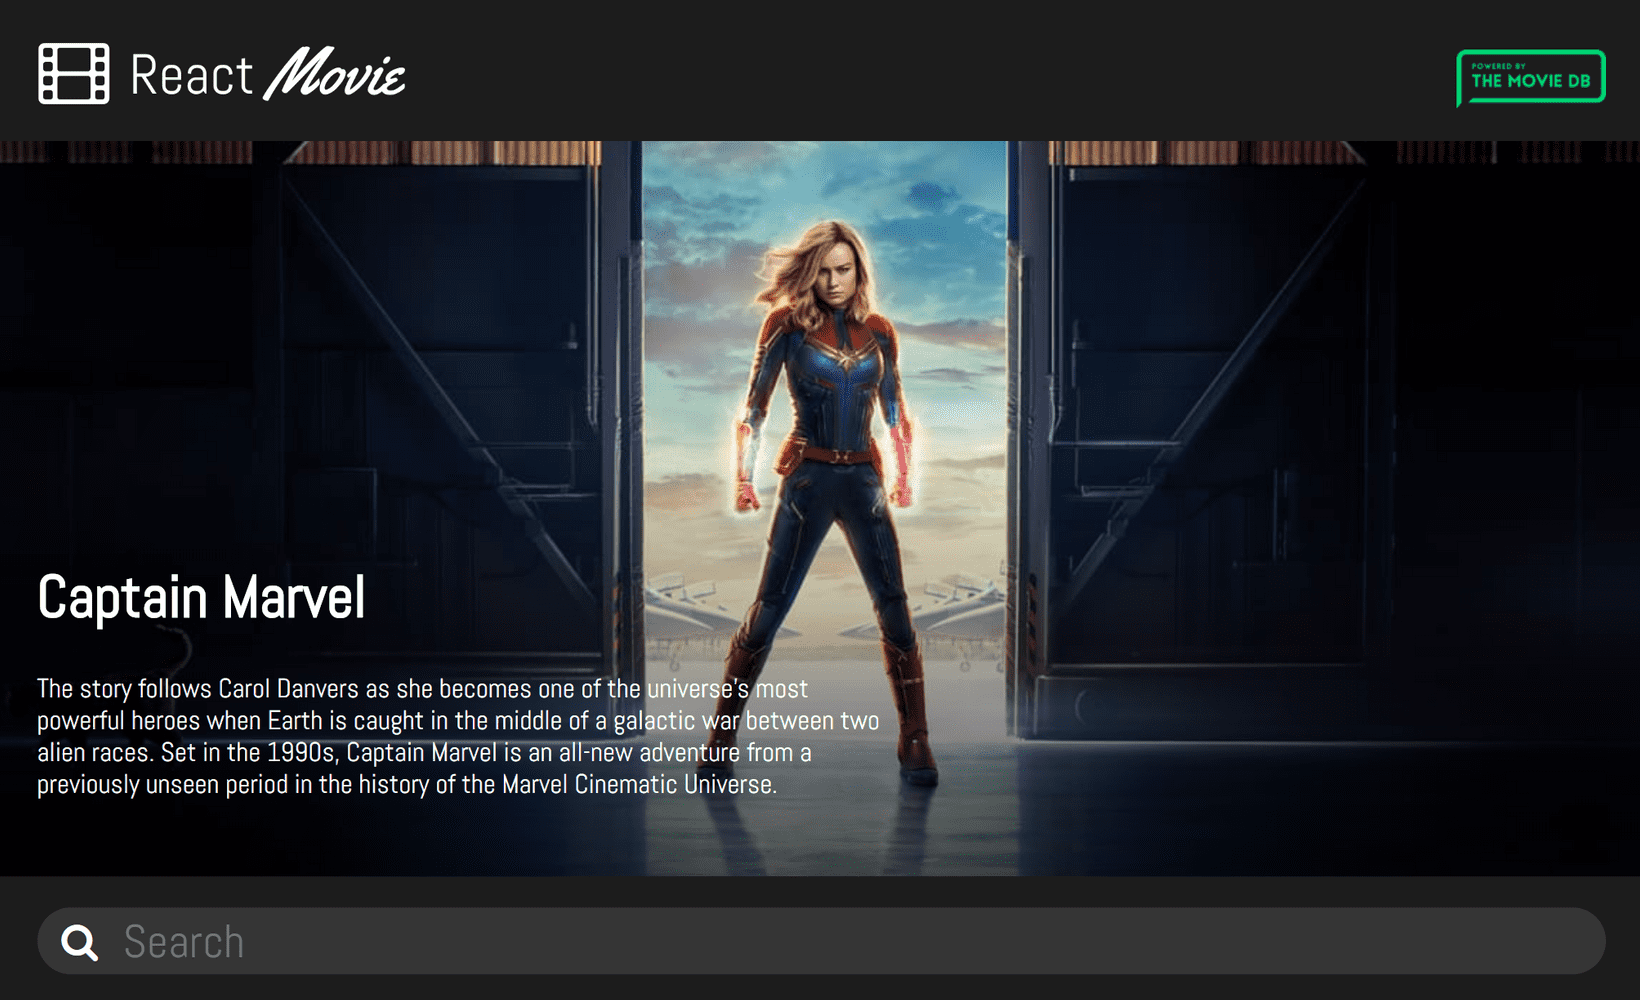 React Movie
POWERED BY
THE MOVIE DB
Captain Marvel
The story follows Carol Danvers as she becomes one of the universe's most
powerful heroes when Earth is caught in the middle of a galactic war between two
alien races. Set in the 1990s, Captain Marvel is an all-new adventure from a
previously unseen period in the history of the Marvel Cinematic Universe.
Search